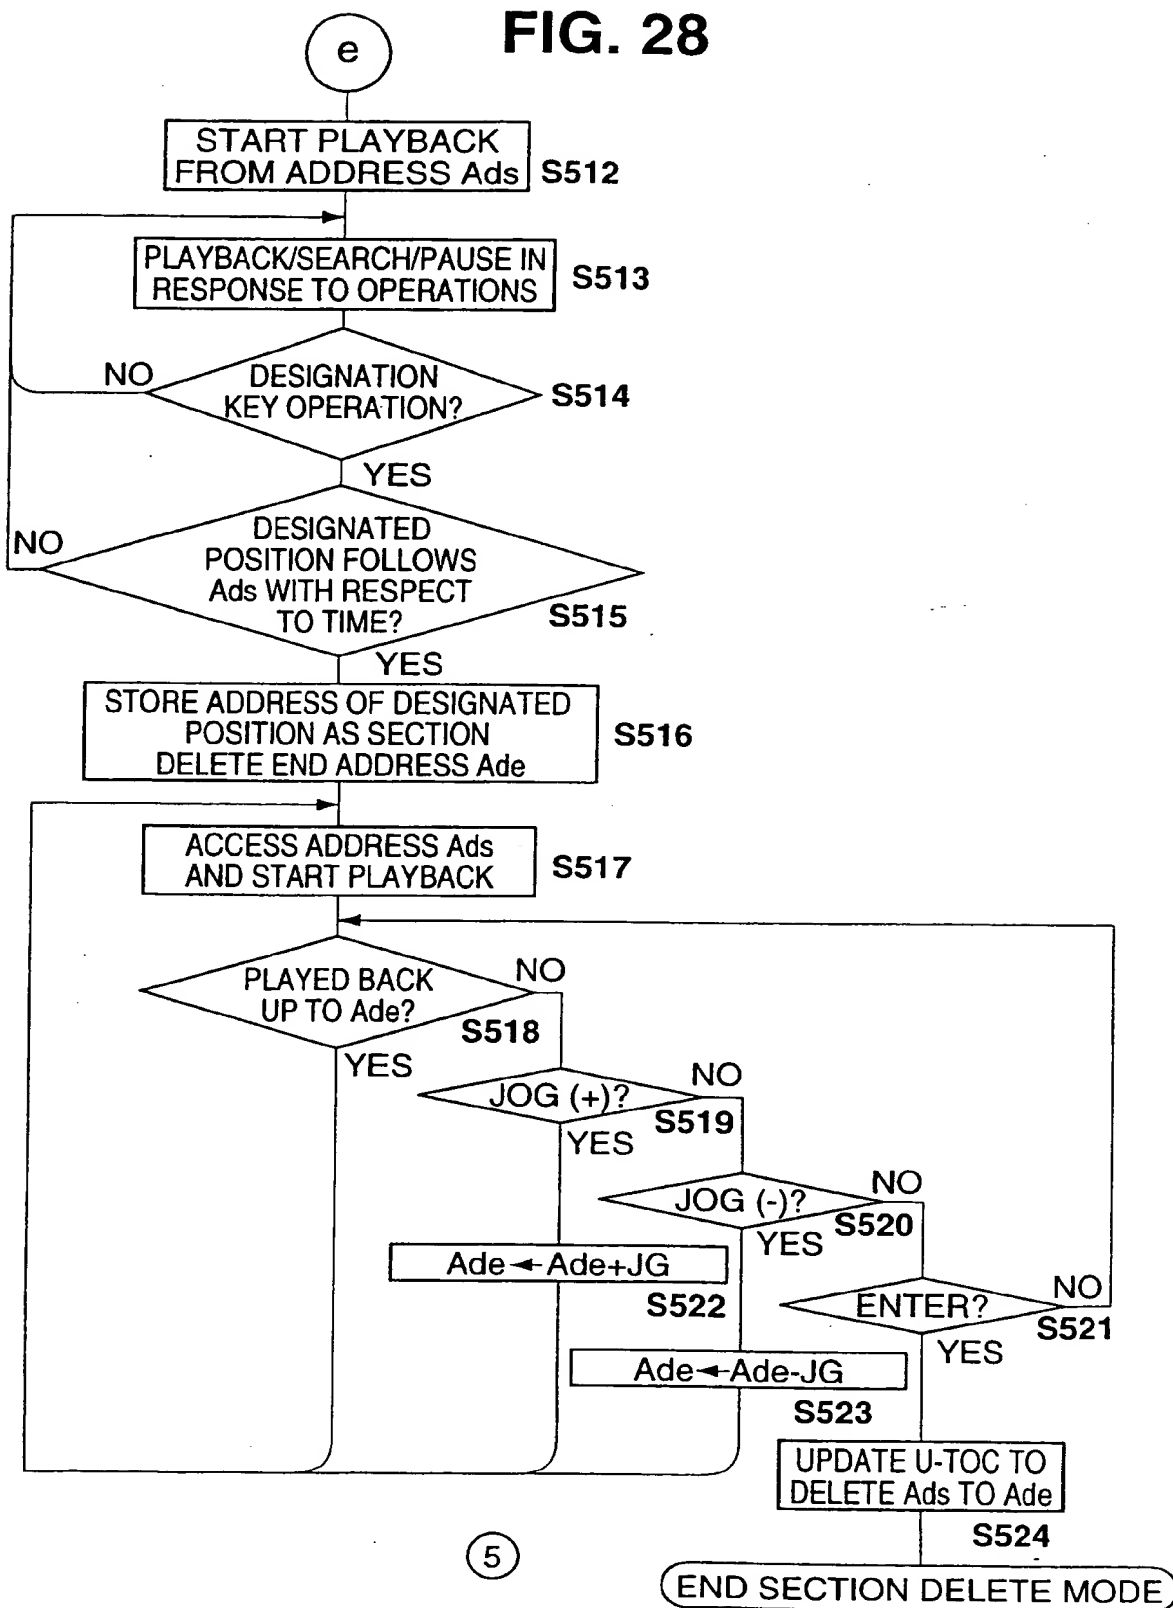 FIG. 28
e
START PLAYBACK
FROM ADDRESS Ads
S512
PLAYBACK/SEARCH/PAUSE IN
RESPONSE TO OPERATIONS
S513
NO
DESIGNATION
KEY OPERATION?
S514
YES
NO
DESIGNATED
POSITION FOLLOWS
Ads WITH RESPECT
TO TIME?
S515
YES
STORE ADDRESS OF DESIGNATED
POSITION AS SECTION
DELETE END ADDRESS Ade
S516
ACCESS ADDRESS Ads
AND START PLAYBACK
S517
PLAYED BACK
UP TO Ade?
NO
S518
YES
JOG (+)?
NO
S519
YES
JOG (-)?
NO
S520
YES
Ade←Ade+JG
S522
ENTER?
NO
S521
YES
Ade←Ade-JG
S523
UPDATE U-TOC TO
DELETE Ads TO Ade
S524
5
END SECTION DELETE MODE